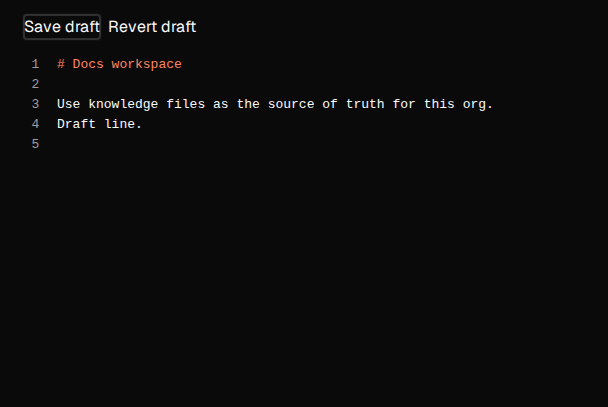 Save draft Revert draft
1 # Docs workspace
2
3 Use knowledge files as the source of truth for this org.
4 Draft line.
5